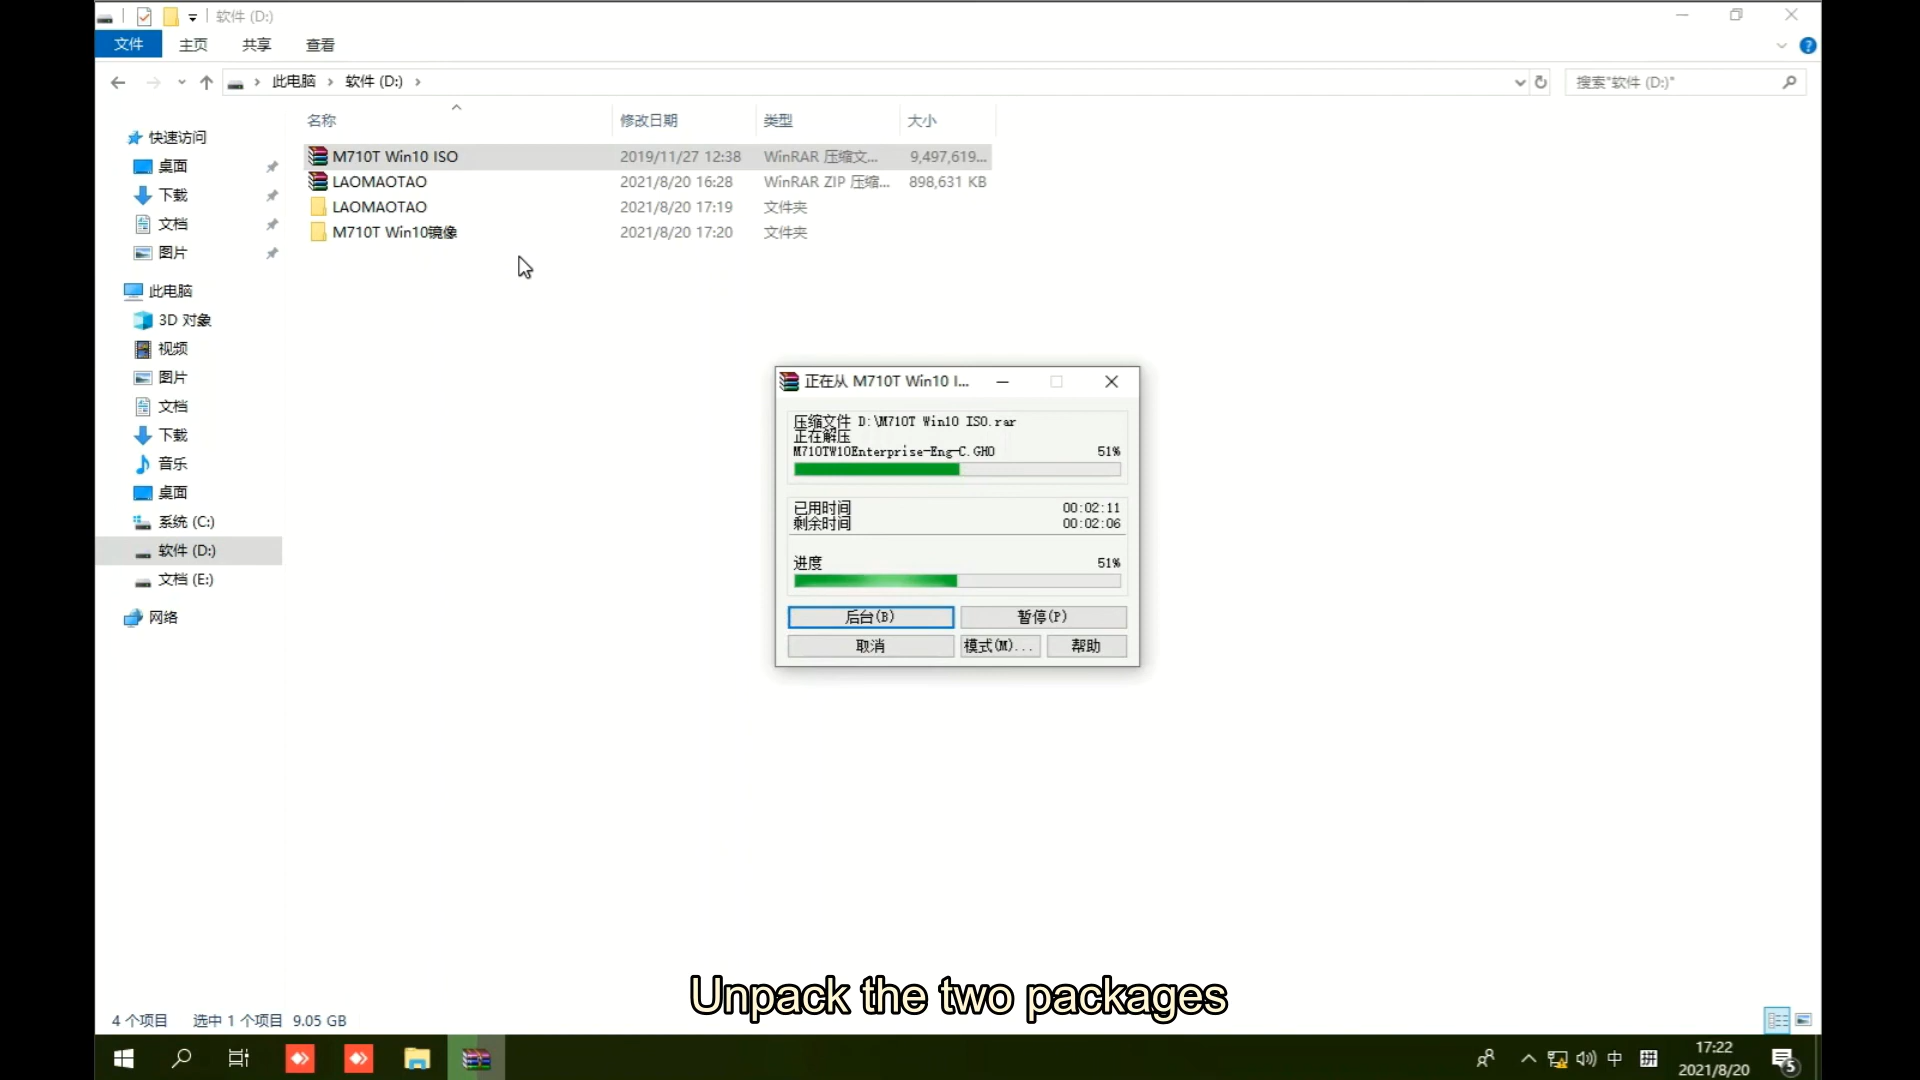 软件 (D:)
文件 主页 共享 查看
此电脑 软件 (D:)
搜索"软件 (D:)"
名称 修改日期 类型 大小
M710T Win10 ISO 2019/11/27 12:38 WinRAR 压缩文... 9,497,619...
LAOMAOTAO 2021/8/20 16:28 WinRAR ZIP 压缩... 898,631 KB
LAOMAOTAO 2021/8/20 17:19 文件夹
M710T Win10镜像 2021/8/20 17:20 文件夹
快速访问
桌面
下载
文档
图片
此电脑
3D 对象
视频
图片
文档
下载
音乐
桌面
系统 (C:)
软件 (D:)
文档 (E:)
网络
正在从 M710T Win10 I...
压缩文件 D:\M710T Win10 ISO.rar
正在解压
M710TW10Enterprise-Eng-C.GHO 51%
已用时间 00:02:11
剩余时间 00:02:06
进度 51%
后台(B) 暂停(P)
取消 模式(M)... 帮助
Unpack the two packages
4 个项目 选中 1 个项目 9.05 GB
中 拼 17:22
2021/8/20 5